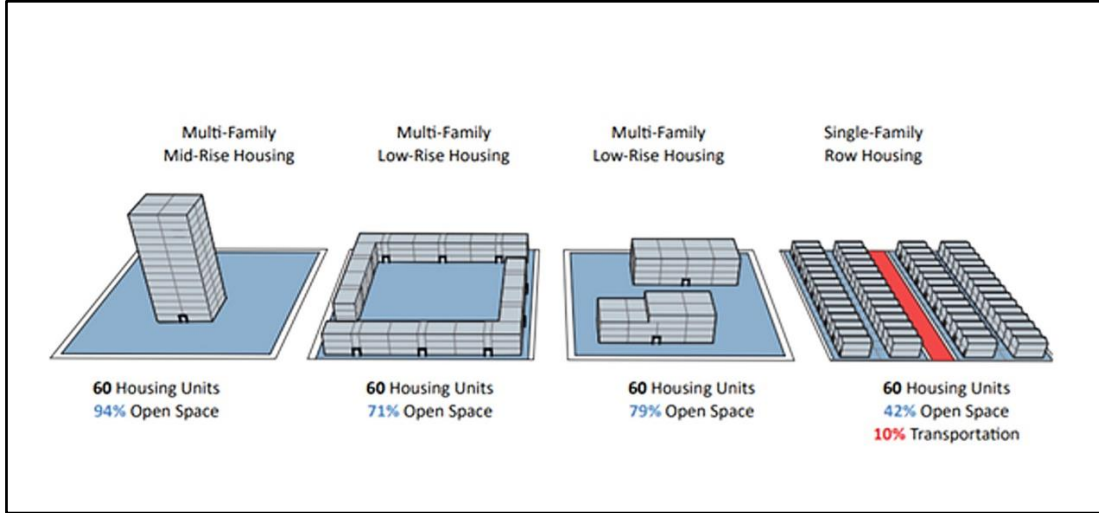 Multi-Family
Mid-Rise Housing
60 Housing Units
94% Open Space
Multi-Family
Low-Rise Housing
60 Housing Units
71% Open Space
Multi-Family
Low-Rise Housing
60 Housing Units
79% Open Space
Single-Family
Row Housing
60 Housing Units
42% Open Space
10% Transportation